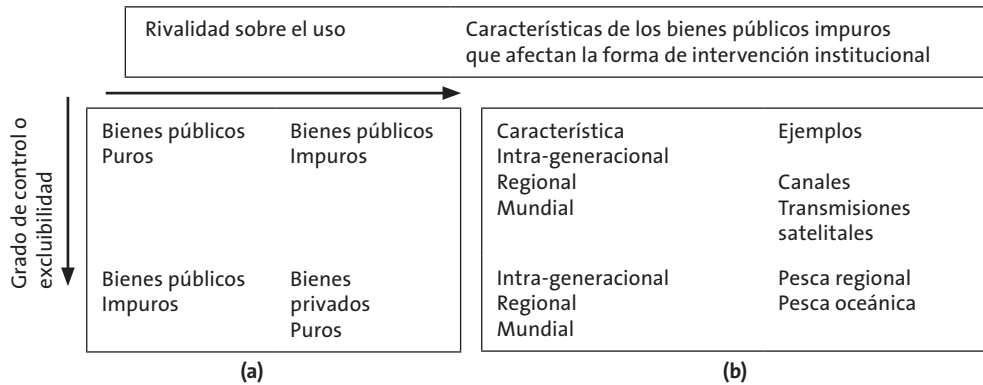 Rivalidad sobre el uso
Características de los bienes públicos impuros
que afectan la forma de intervención institucional
Grado de control o
excluibilidad
Bienes públicos
Puros
Bienes públicos
Impuros
Bienes públicos
Impuros
Bienes
privados
Puros
(a)
Característica
Ejemplos
Intra-generacional
Regional
Canales
Mundial
Transmisiones
satelitales
Intra-generacional
Pesca regional
Regional
Pesca oceánica
Mundial
(b)